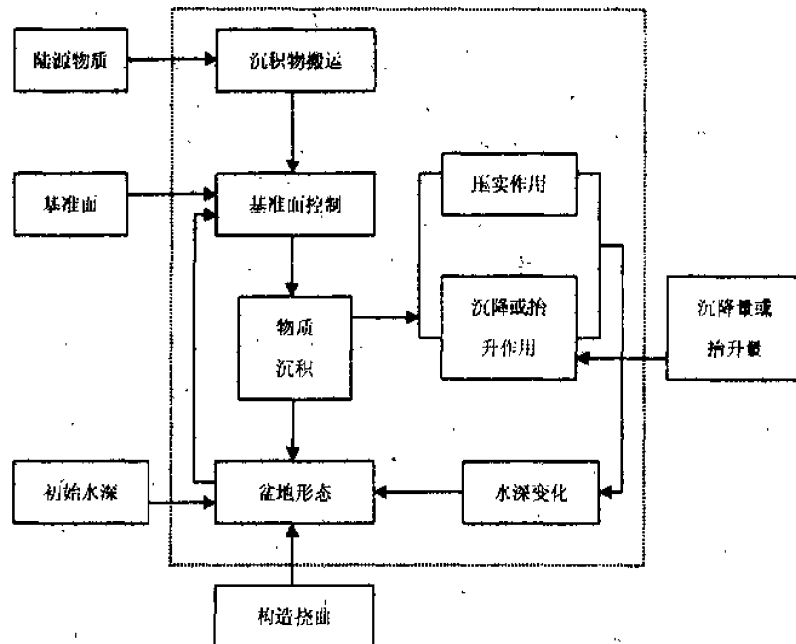 陆源物质
沉积物搬运
基准面
基准面控制
压实作用
物质
沉积
沉降或抬
升作用
沉降量或
抬升量
初始水深
盆地形态
水深变化
构造挠曲